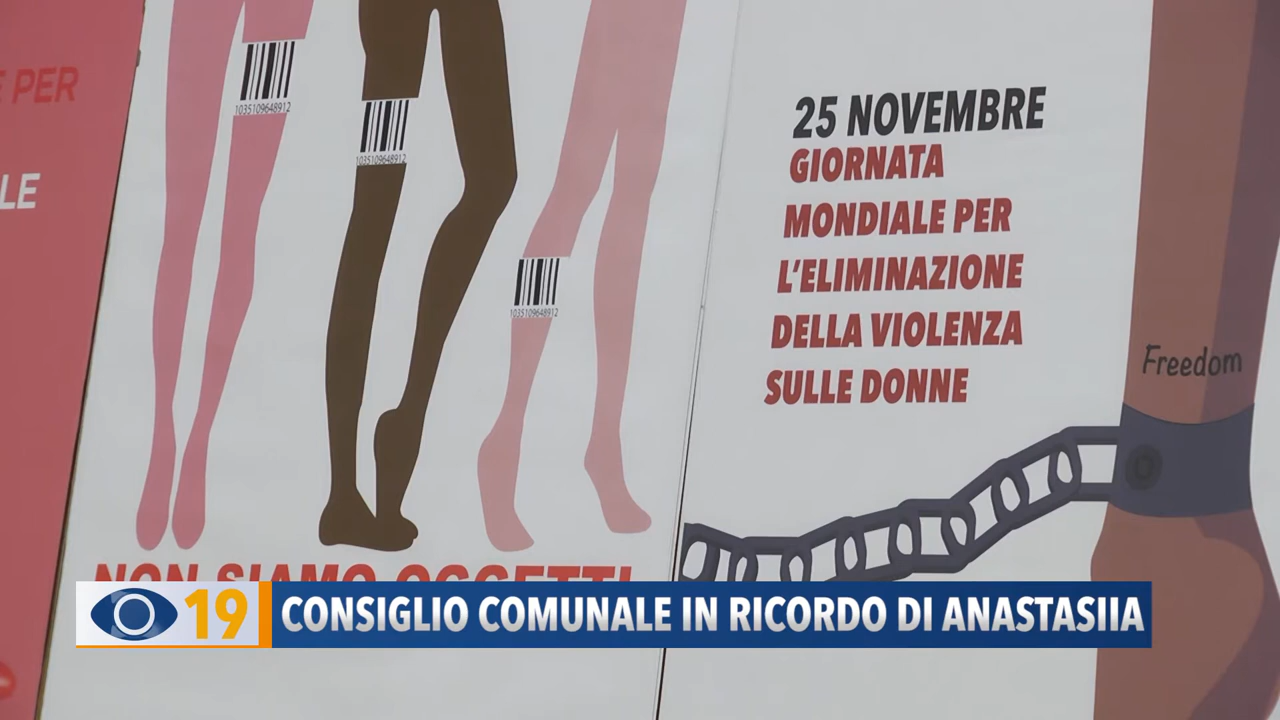 E PER
LE
1035109648912
1035109648912
1035109648912
NON SIAMO OGGETTI
25 NOVEMBRE
GIORNATA
MONDIALE PER
L'ELIMINAZIONE
DELLA VIOLENZA
SULLE DONNE
Freedom
19
CONSIGLIO COMUNALE IN RICORDO DI ANASTASIIA